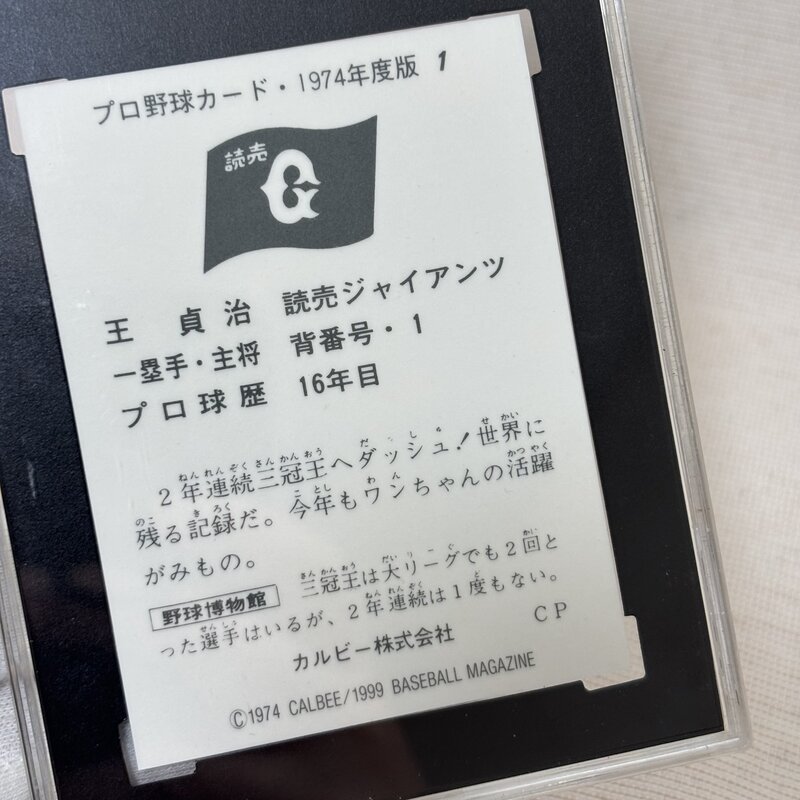 プロ野球カード・1974年度版 1
読売
G
王 貞治 読売ジャイアンツ
一塁手・主将 背番号・1
プロ球歴 16年目
2年連続三冠王へダッシュ!世界に
残る記録だ。今年もワンちゃんの活躍
がみもの。
野球博物館 三冠王は大リーグでも2回と
った選手はいるが、2年連続は1度もない。
カルビー株式会社 CP
©1974 CALBEE/1999 BASEBALL MAGAZINE